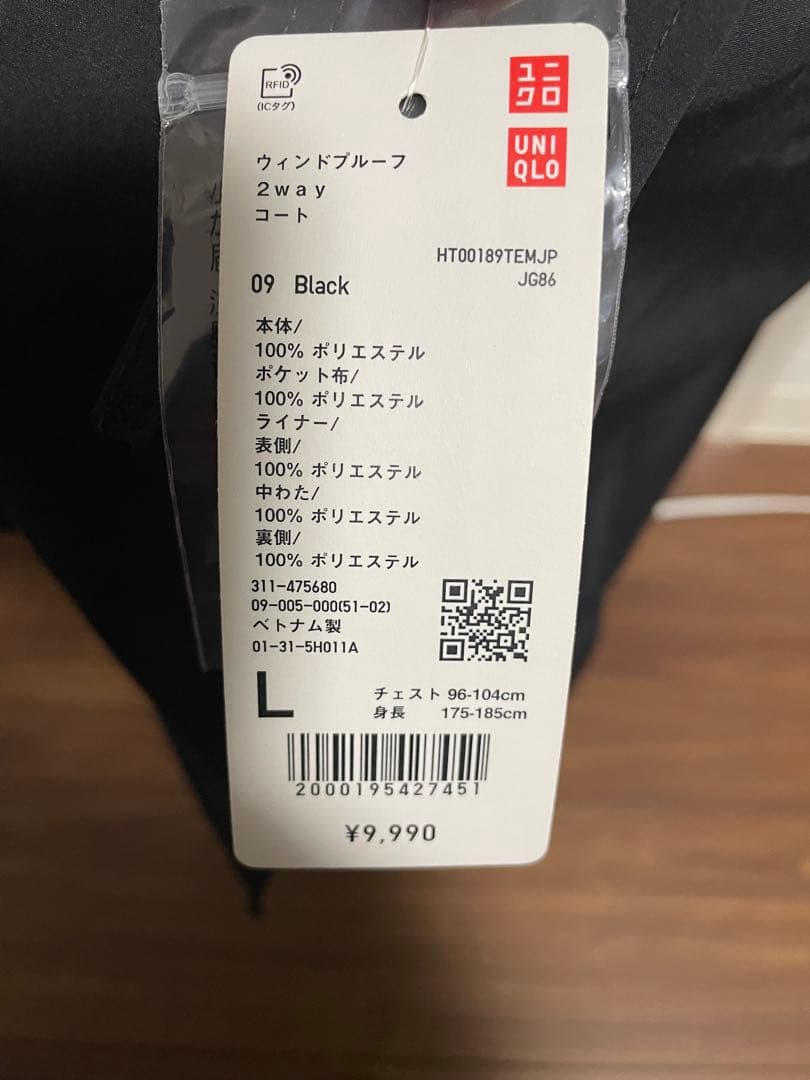 RFID
(ICタグ)
ユニ
クロ
UNI
QLO
ウィンドプルーフ
2way
コート
HT00189TEMJP
JG86
09 Black
本体/
100% ポリエステル
ポケット布/
100% ポリエステル
ライナー/
表側/
100% ポリエステル
中わた/
100% ポリエステル
裏側/
100% ポリエステル
311-475680
09-005-000(51-02)
ベトナム製
01-31-5H011A
L
チェスト 96-104cm
身長 175-185cm
2000195427451
¥9,990